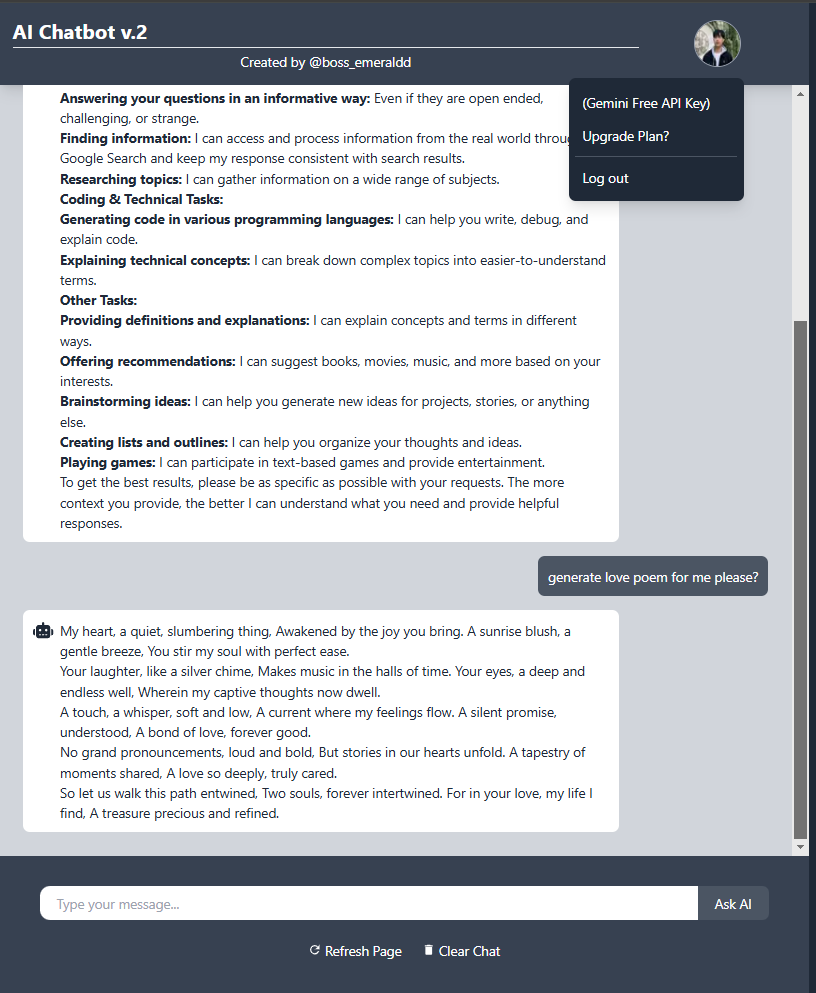 AI Chatbot v.2
Created by @boss_emeraldd
(Gemini Free API Key)
Upgrade Plan?
Log out
Answering your questions in an informative way: Even if they are open ended,
challenging, or strange.
Finding information: I can access and process information from the real world
Google Search and keep my response consistent with search results.
Researching topics: I can gather information on a wide range of subjects.
Coding & Technical Tasks:
Generating code in various programming languages: I can help you write, debug, and
explain code.
Explaining technical concepts: I can break down complex topics into easier-to-understand
terms.
Other Tasks:
Providing definitions and explanations: I can explain concepts and terms in different
ways.
Offering recommendations: I can suggest books, movies, music, and more based on your
interests.
Brainstorming ideas: I can help you generate new ideas for projects, stories, or anything
else.
Creating lists and outlines: I can help you organize your thoughts and ideas.
Playing games: I can participate in text-based games and provide entertainment.
To get the best results, please be as specific as possible with your requests. The more
context you provide, the better I can understand what you need and provide helpful
responses.
generate love poem for me please?
My heart, a quiet, slumbering thing, Awakened by the joy you bring. A sunrise blush, a
gentle breeze, You stir my soul with perfect ease.
Your laughter, like a silver chime, Makes music in the halls of time. Your eyes, a deep and
endless well, Wherein my captive thoughts now dwell.
A touch, a whisper, soft and low, A current where my feelings flow. A silent promise,
understood, A bond of love, forever good.
No grand pronouncements, loud and bold, But stories in our hearts unfold. A tapestry of
moments shared, A love so deeply, truly cared.
So let us walk this path entwined, Two souls, forever intertwined. For in your love, my life I
find, A treasure precious and refined.
Type your message...
Ask AI
Refresh Page
Clear Chat